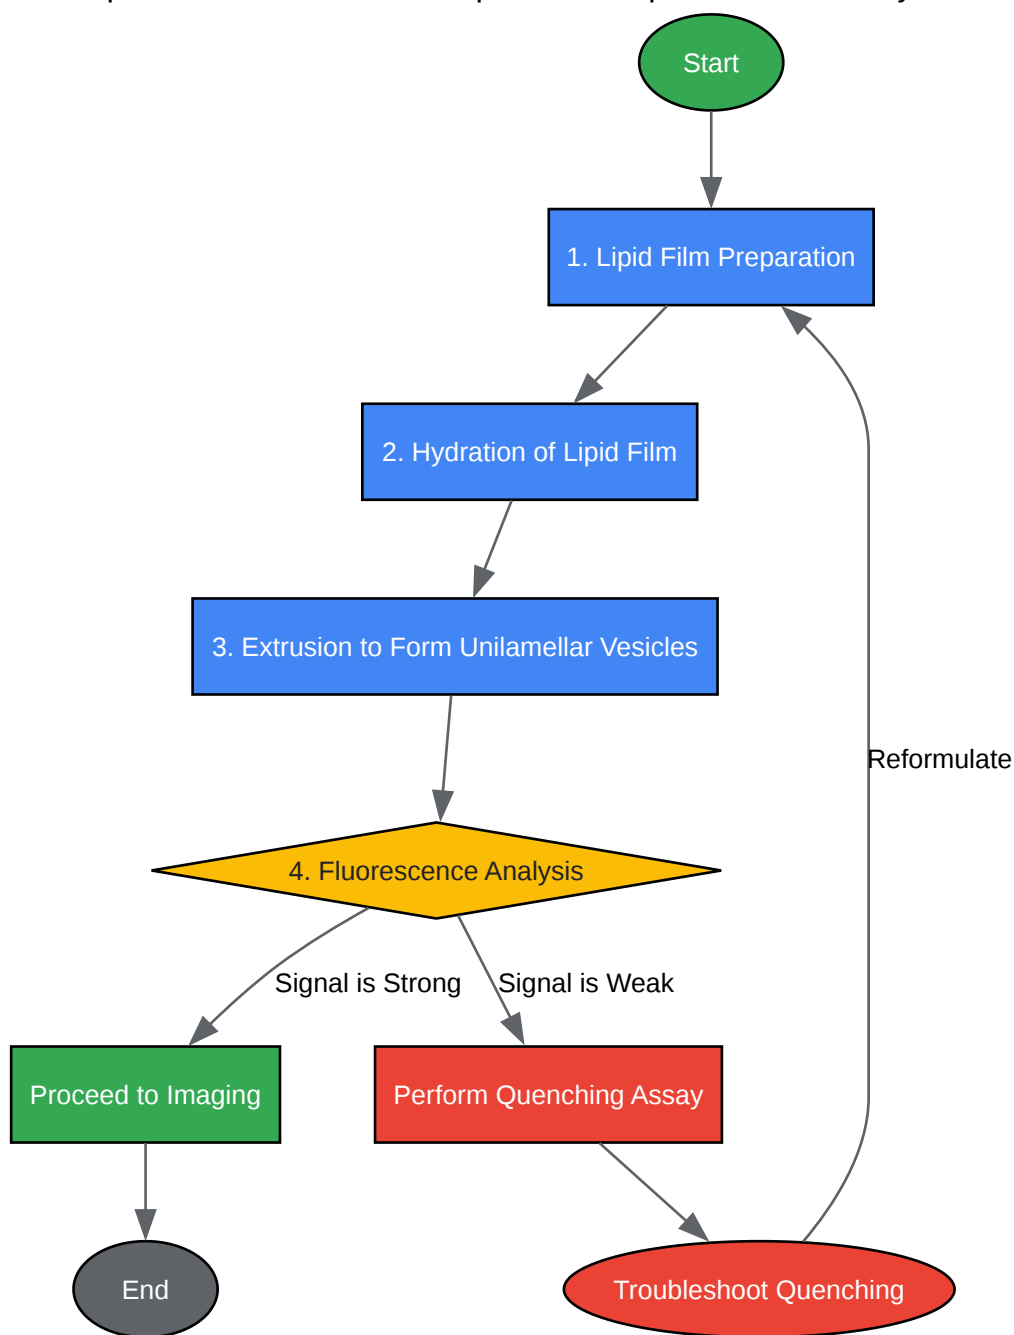 Start
1. Lipid Film Preparation
2. Hydration of Lipid Film
3. Extrusion to Form Unilamellar Vesicles
Reformulate
4. Fluorescence Analysis
Signal is Strong
Signal is Weak
Proceed to Imaging
Perform Quenching Assay
End
Troubleshoot Quenching